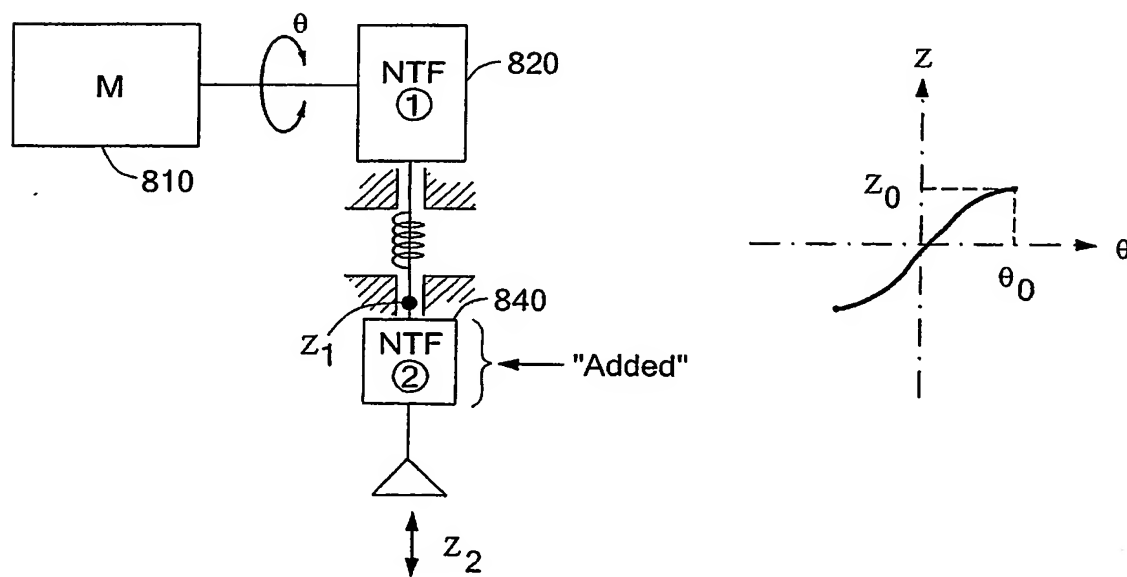 M
θ
NTF
①
820
810
Z₁
840
NTF
②
"Added"
Z₂
Z
Z₀
θ
θ₀